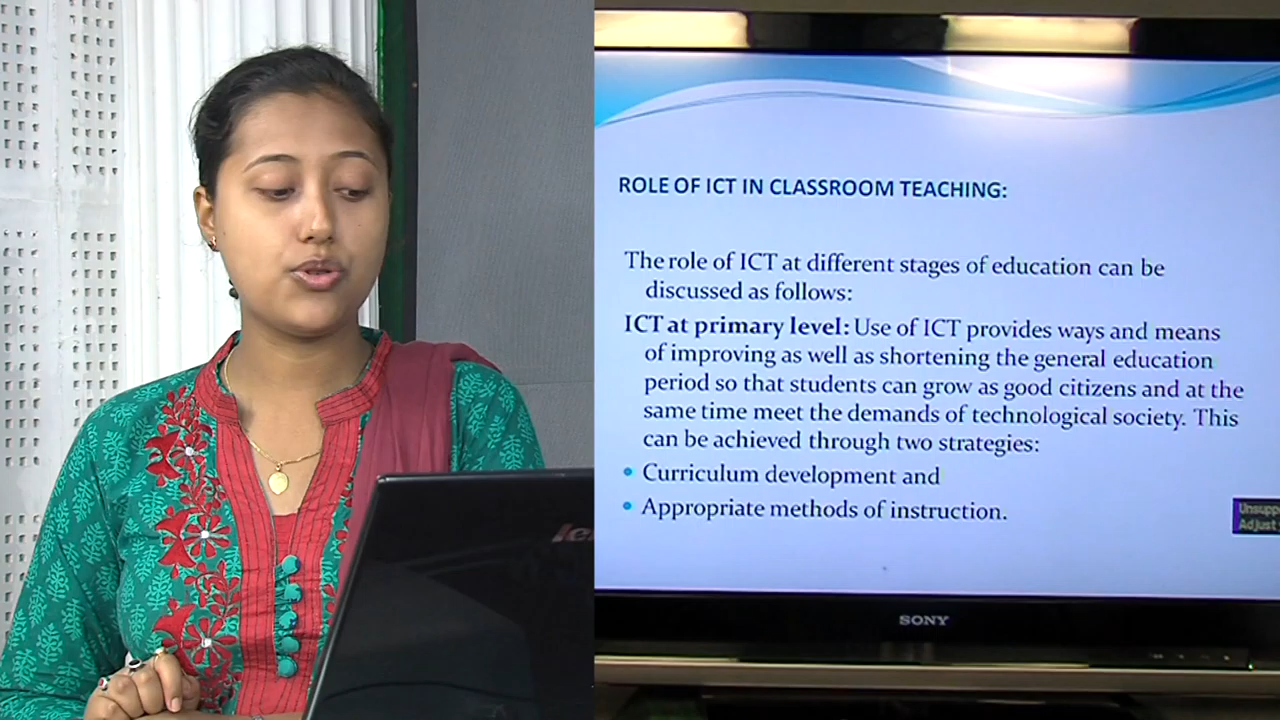 ROLE OF ICT IN CLASSROOM TEACHING:
The role of ICT at different stages of education can be
discussed as follows:
ICT at primary level: Use of ICT provides ways and means
of improving as well as shortening the general education
period so that students can grow as good citizens and at the
same time meet the demands of technological society. This
can be achieved through two strategies:
• Curriculum development and
• Appropriate methods of instruction.
Adjust
SONY